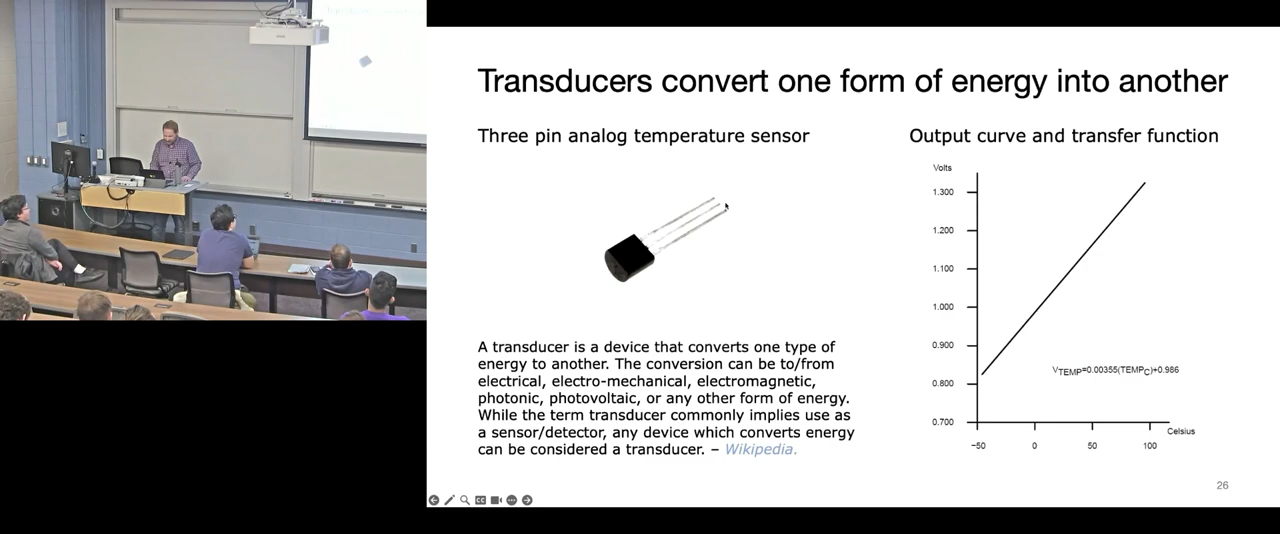 Transducers convert one form of energy into another
Three pin analog temperature sensor
A transducer is a device that converts one type of
energy to another. The conversion can be to/from
electrical, electro-mechanical, electromagnetic,
photonic, photovoltaic, or any other form of energy.
While the term transducer commonly implies use as
a sensor/detector, any device which converts energy
can be considered a transducer. – Wikipedia.
Output curve and transfer function
Volts
1.300
1.200
1.100
1.000
0.900
0.800
0.700
VTEMP=0.00355(TEMPC)+0.986
Celsius
−50 0 50 100
26